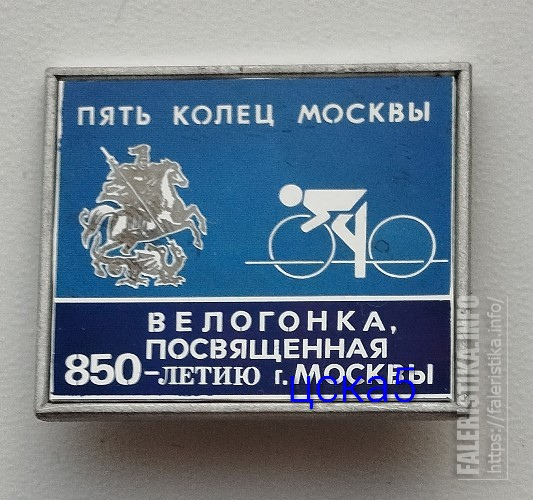 ПЯТЬ КОЛЕЦ МОСКВЫ
ВЕЛОГОНКА,
ПОСВЯЩЕННАЯ
850-ЛЕТИЮ г. МОСКВЫ
цска5
FALERISTIKA.INFO
https://faleristika.info/